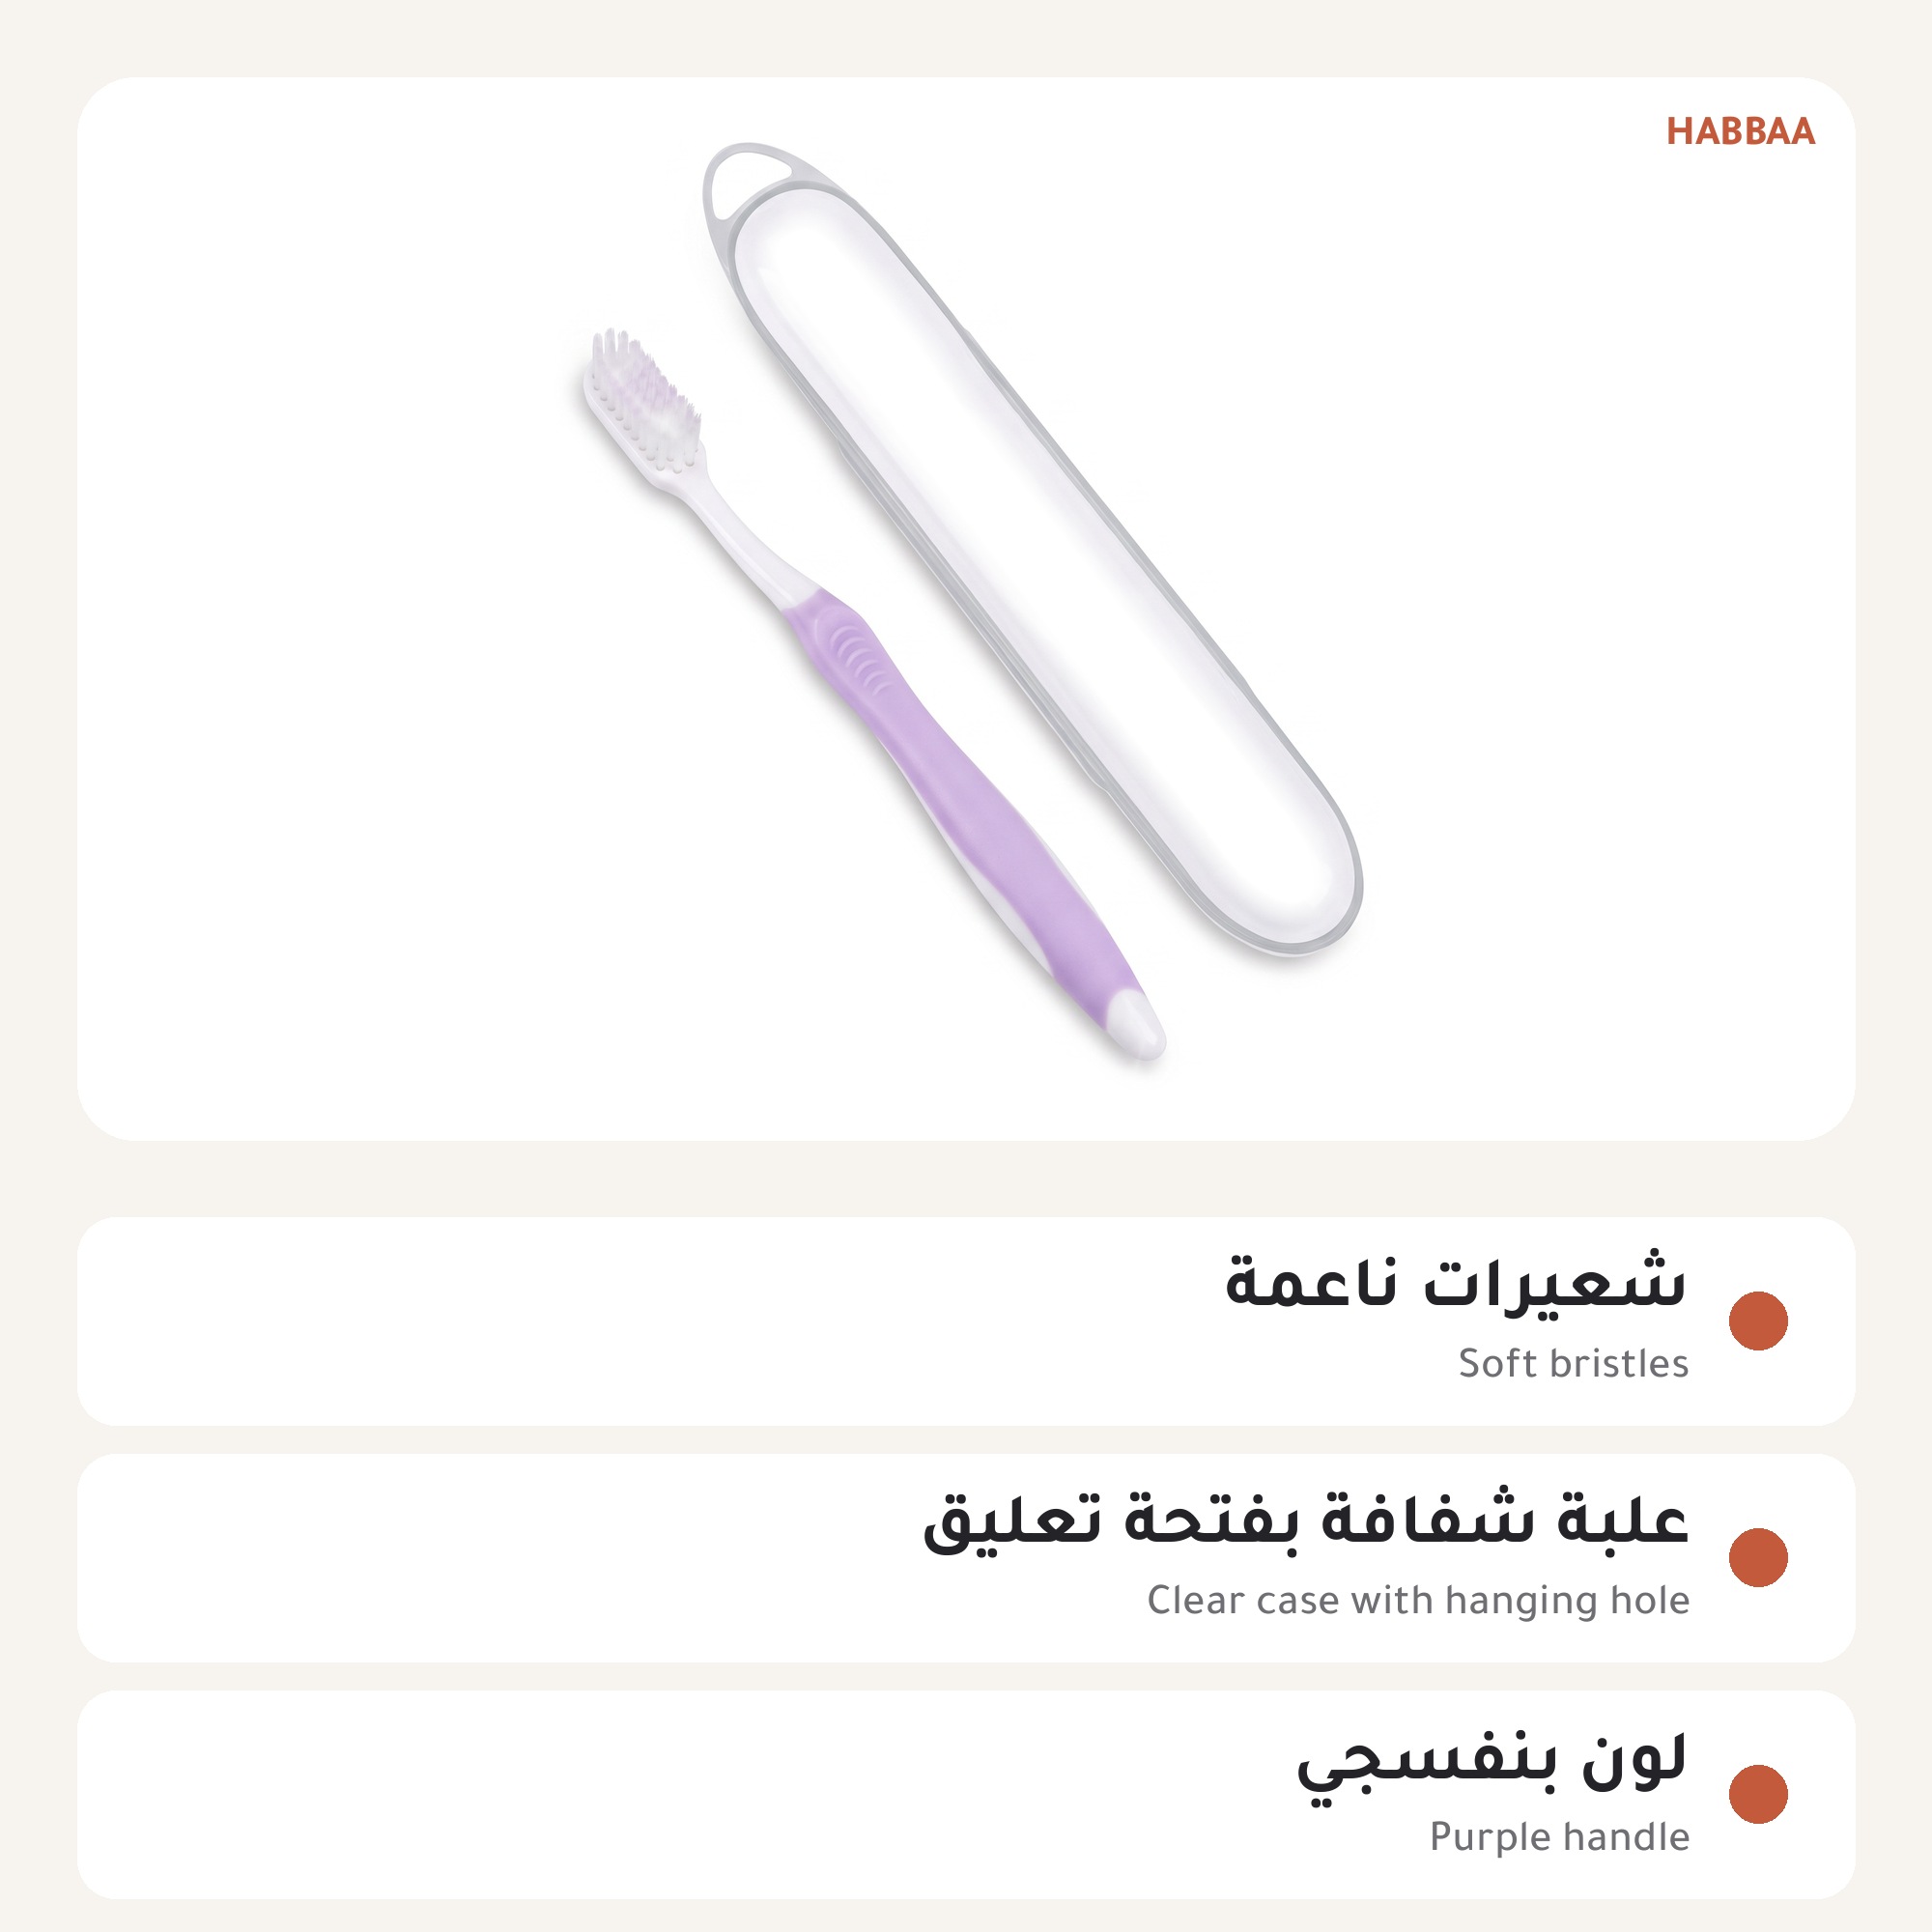 HABBAA
شعيرات ناعمة
Soft bristles
علبة شفافة بفتحة تعليق
Clear case with hanging hole
لون بنفسجي
Purple handle